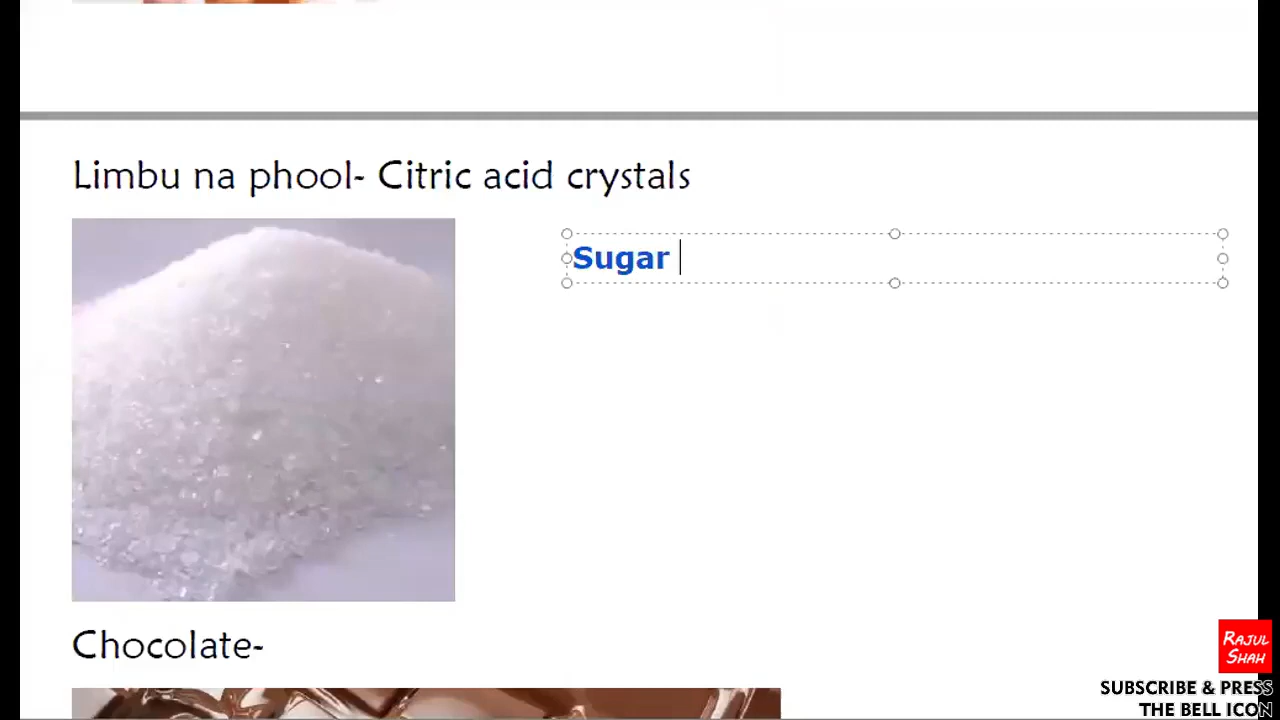 Limbu na phool- Citric acid crystals
Sugar
Chocolate-
RAJUL
SHAH
SUBSCRIBE & PRESS
THE BELL ICON